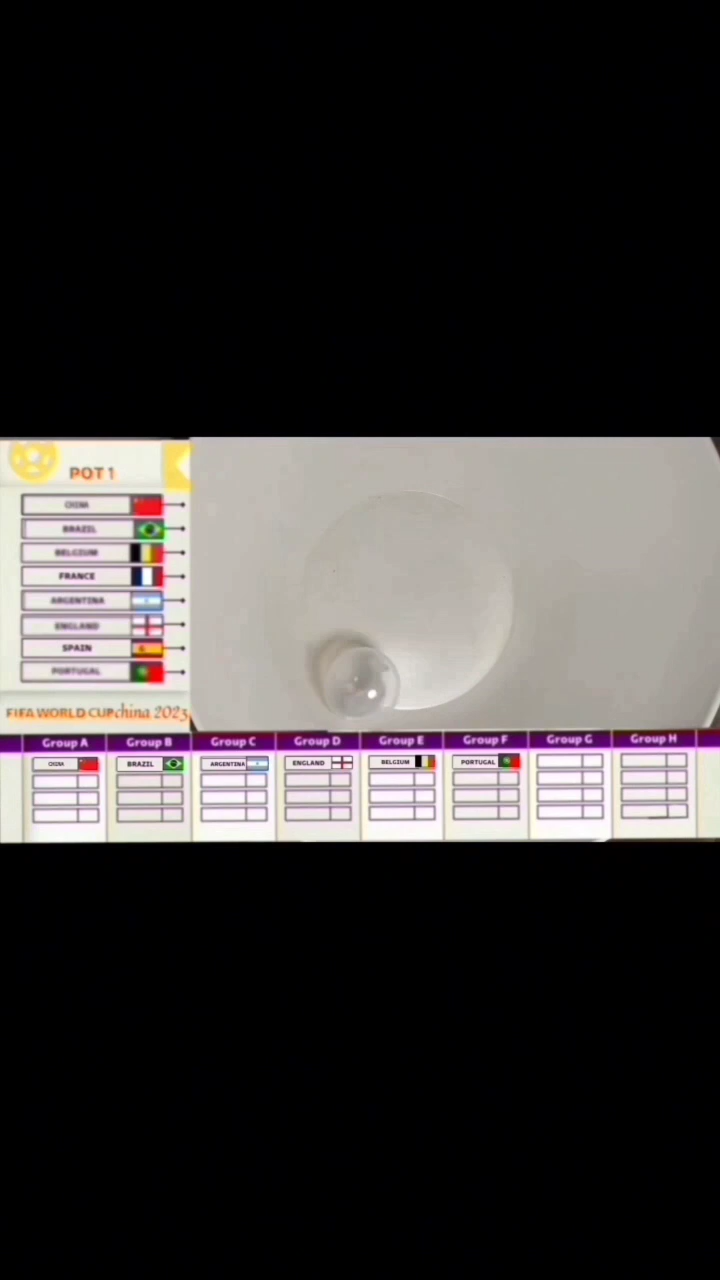 POT 1
CHINA
BRAZIL
BELGIUM
FRANCE
ARGENTINA
ENGLAND
SPAIN
PORTUGAL
FIFA WORLD CUP china 2023
Group A Group B Group C Group D Group E Group F Group G Group H
CHINA BRAZIL ARGENTINA ENGLAND BELGIUM PORTUGAL